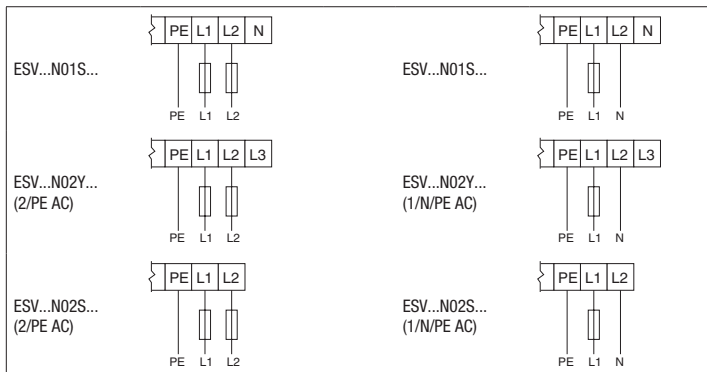 PE L1 L2 N
ESV...N01S...
PE L1 L2
PE L1 L2 N
ESV...N01S...
PE L1 N
PE L1 L2 L3
ESV...N02Y...
(2/PE AC)
PE L1 L2
PE L1 L2 L3
ESV...N02Y...
(1/N/PE AC)
PE L1 N
PE L1 L2
ESV...N02S...
(2/PE AC)
PE L1 L2
PE L1 L2
ESV...N02S...
(1/N/PE AC)
PE L1 N